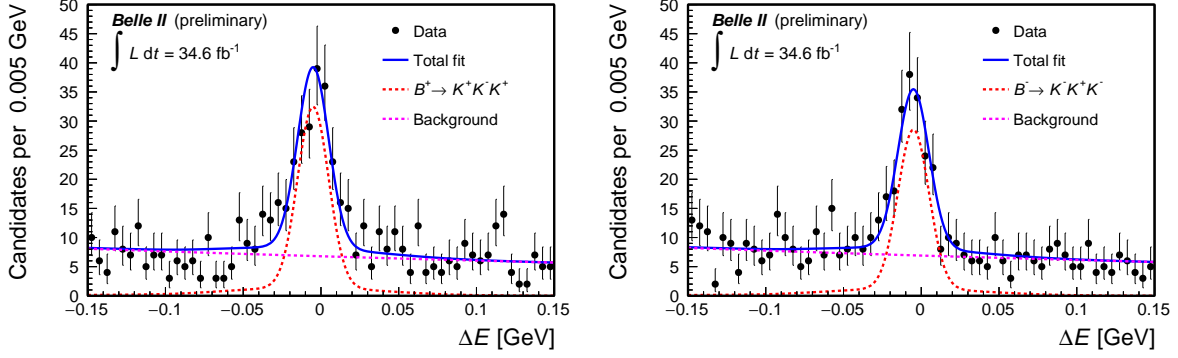 Belle II (preliminary)
∫ L dt = 34.6 fb⁻¹
Data
Total fit
B⁺→ K⁺K⁻K⁺
Background
Candidates per 0.005 GeV
50
45
40
35
30
25
20
15
10
5
0
−0.15 −0.1 −0.05 0 0.05 0.1 0.15
ΔE [GeV]
Belle II (preliminary)
∫ L dt = 34.6 fb⁻¹
Data
Total fit
B⁻→ K⁻K⁺K⁻
Background
Candidates per 0.005 GeV
50
45
40
35
30
25
20
15
10
5
0
−0.15 −0.1 −0.05 0 0.05 0.1 0.15
ΔE [GeV]